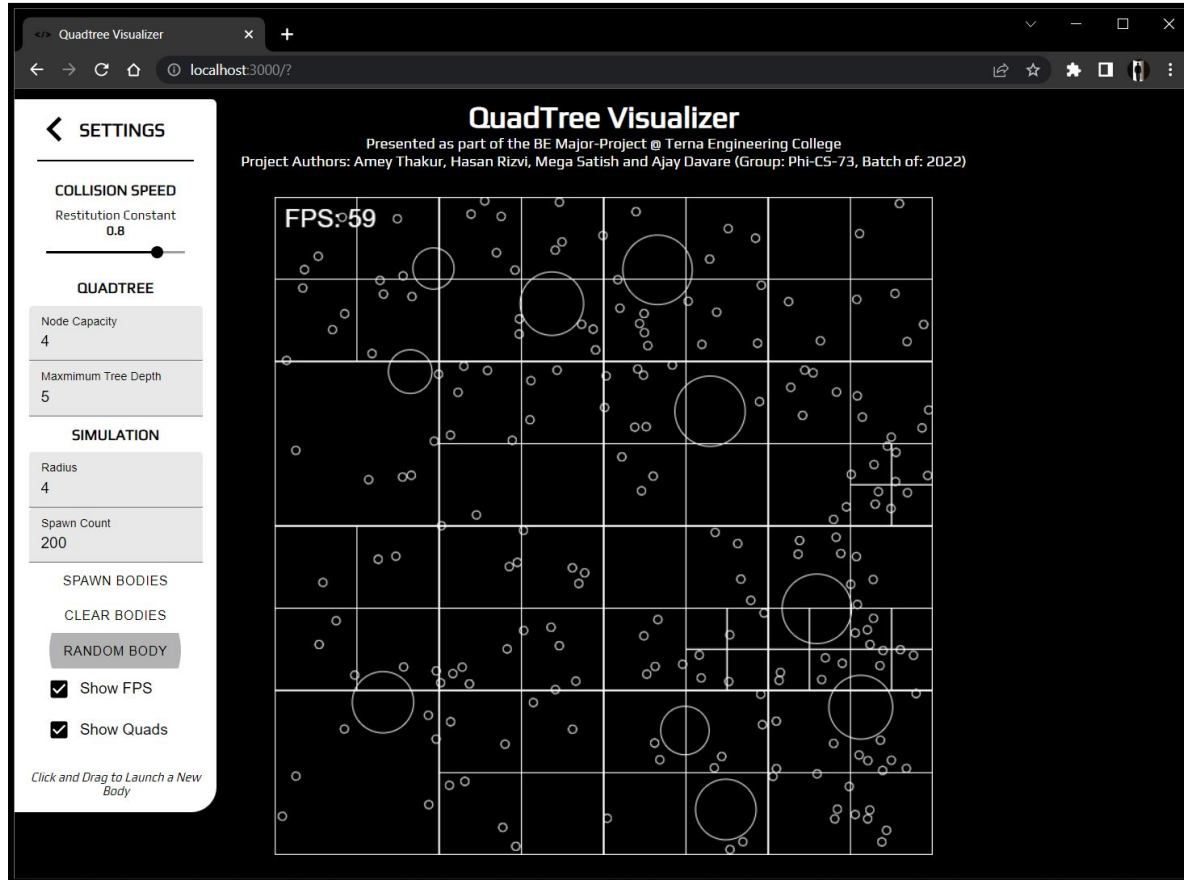 </> Quadtree Visualizer
localhost:3000/?
SETTINGS
COLLISION SPEED
Restitution Constant
0.8
QUADTREE
Node Capacity
4
Maxmimum Tree Depth
5
SIMULATION
Radius
4
Spawn Count
200
SPAWN BODIES
CLEAR BODIES
RANDOM BODY
Show FPS
Show Quads
Click and Drag to Launch a New
Body
QuadTree Visualizer
Presented as part of the BE Major-Project @ Terna Engineering College
Project Authors: Amey Thakur, Hasan Rizvi, Mega Satish and Ajay Davare (Group: Phi-CS-73, Batch of: 2022)
FPS: 59